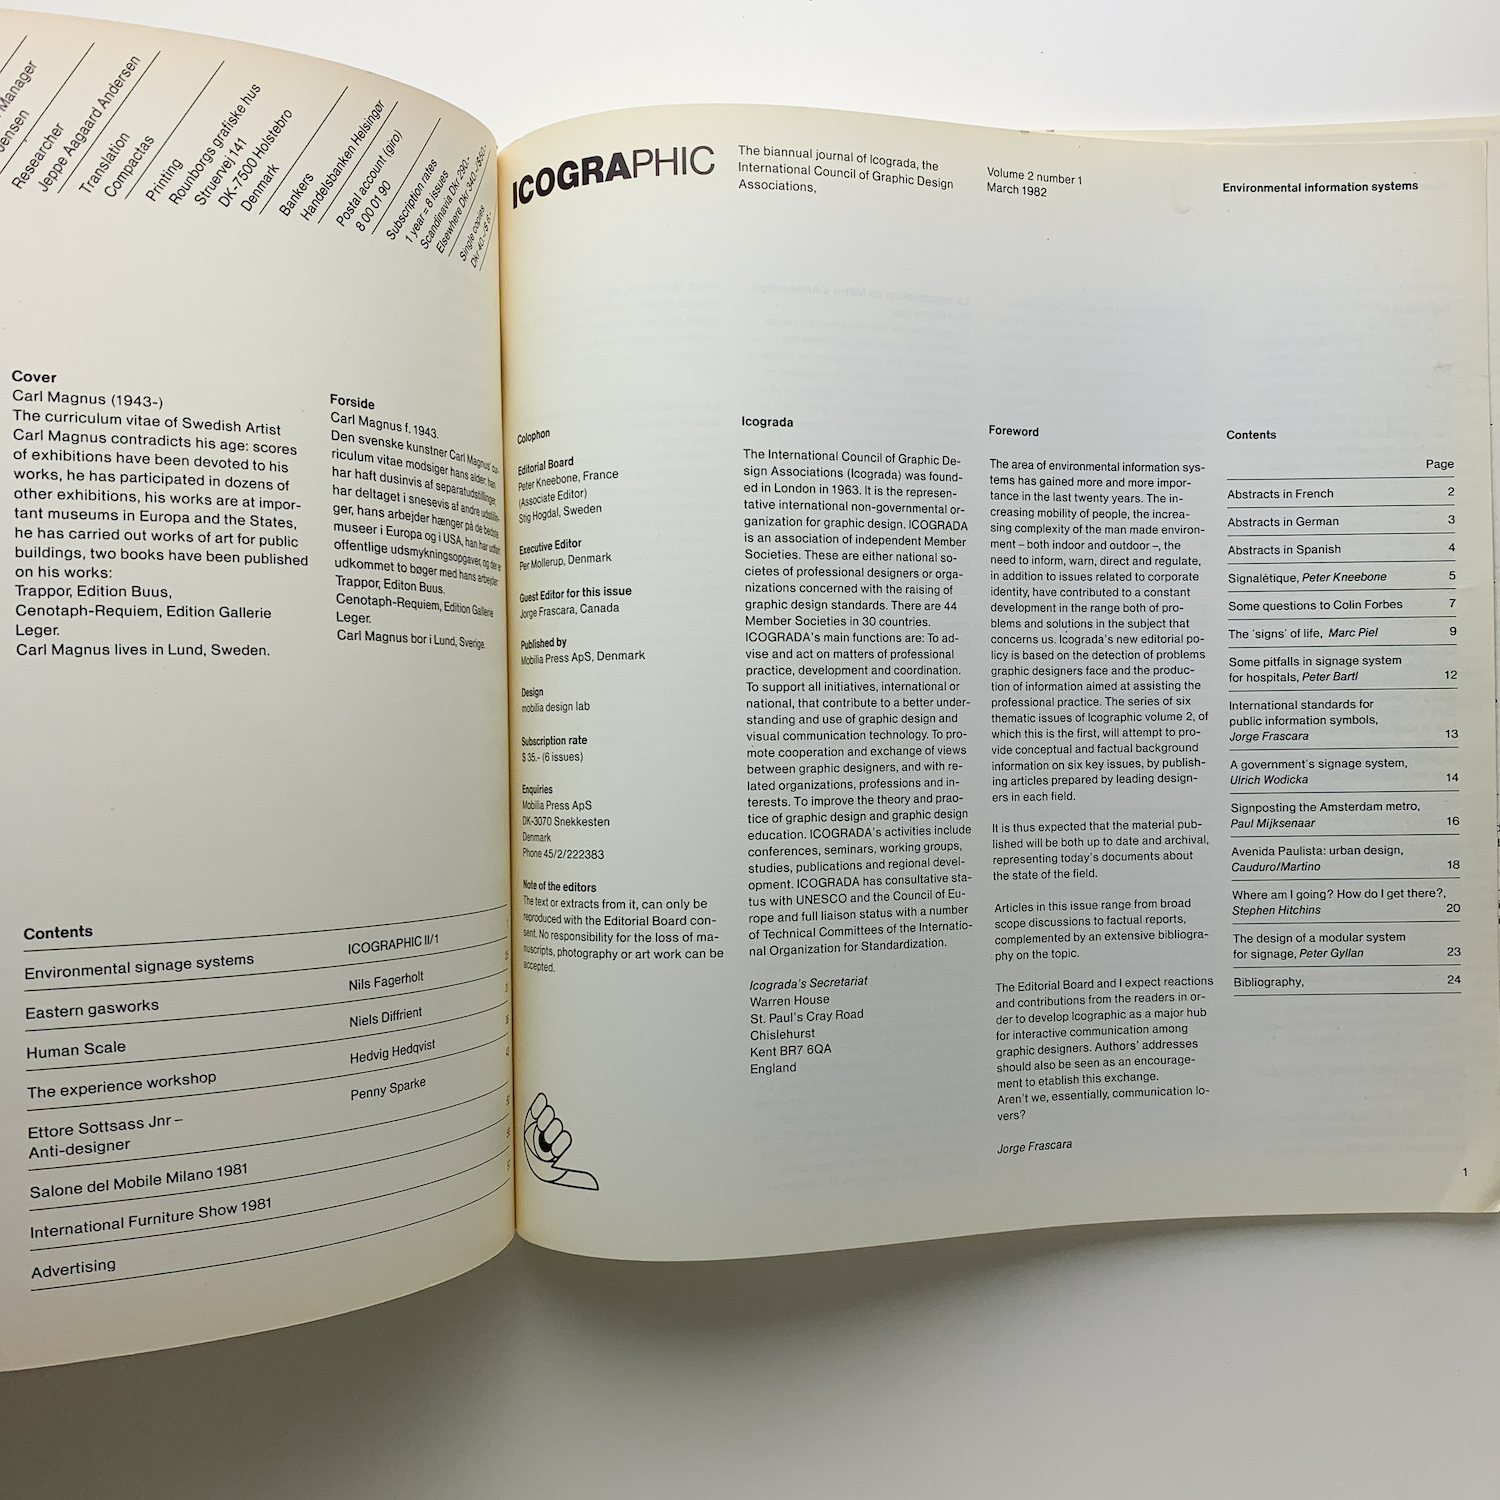 Manager
Jensen
Researcher
Jeppe Aagaard Andersen
Translation
Compactas
Printing
Rounborgs grafiske hus
Struervej 141
DK-7500 Holstebro
Denmark
Bankers
Handelsbanken Helsingør
Postal account (giro)
8 00 01 90
Subscription rates
1 year = 8 issues
Scandinavia Dkr 290,-
Elsewhere Dkr 340,-/$50,-
Single copies
Cover
Carl Magnus (1943-)
The curriculum vitae of Swedish Artist
Carl Magnus contradicts his age: scores
of exhibitions have been devoted to his
works, he has participated in dozens of
other exhibitions, his works are at impor-
tant museums in Europa and the States,
he has carried out works of art for public
buildings, two books have been published
on his works:
Trappor, Edition Buus,
Cenotaph-Requiem, Edition Gallerie
Leger.
Carl Magnus lives in Lund, Sweden.
Forside
Carl Magnus f. 1943.
Den svenske kunstner Carl Magnus' cu-
riculum vitae modsiger hans alder: han
har haft dusinvis af separatudstillinger,
har deltaget i snesevis af andre udstillin-
ger, hans arbejder hænger på de bedste
museer i Europa og i USA, han har udført
offentlige udsmykningsopgaver, og der er
udkommet to bøger med hans arbejder
Trappor, Editon Buus.
Cenotaph-Requiem, Edition Gallerie
Leger.
Carl Magnus bor i Lund, Sverige.
Contents
Environmental signage systems ICOGRAPHIC II/1
Eastern gasworks Nils Fagerholt
Human Scale Niels Diffrient
The experience workshop Hedvig Hedqvist
Ettore Sottsass Jnr – Penny Sparke
Anti-designer
Salone del Mobile Milano 1981
International Furniture Show 1981
Advertising
ICOGRAPHIC
The biannual journal of Icograda, the
International Council of Graphic Design
Associations,
Volume 2 number 1
March 1982
Environmental information systems
Colophon
Editorial Board
Peter Kneebone, France
(Associate Editor)
Stig Hogdal, Sweden
Executive Editor
Per Mollerup, Denmark
Guest Editor for this issue
Jorge Frascara, Canada
Published by
Mobilia Press ApS, Denmark
Design
mobilia design lab
Subscription rate
$ 35.- (6 issues)
Enquiries
Mobilia Press ApS
DK-3070 Snekkesten
Denmark
Phone 45/2/222383
Note of the editors
The text or extracts from it, can only be
reproduced with the Editorial Board con-
sent. No responsibility for the loss of ma-
nuscripts, photography or art work can be
accepted.
Icograda
The International Council of Graphic De-
sign Associations (Icograda) was found-
ed in London in 1963. It is the represen-
tative international non-governmental or-
ganization for graphic design. ICOGRADA
is an association of independent Member
Societies. These are either national so-
cietes of professional designers or orga-
nizations concerned with the raising of
graphic design standards. There are 44
Member Societies in 30 countries.
ICOGRADA's main functions are: To ad-
vise and act on matters of professional
practice, development and coordination.
To support all initiatives, international or
national, that contribute to a better under-
standing and use of graphic design and
visual communication technology. To pro-
mote cooperation and exchange of views
between graphic designers, and with re-
lated organizations, professions and in-
terests. To improve the theory and prac-
tice of graphic design and graphic design
education. ICOGRADA's activities include
conferences, seminars, working groups,
studies, publications and regional devel-
opment. ICOGRADA has consultative sta-
tus with UNESCO and the Council of Eu-
rope and full liaison status with a number
of Technical Committees of the Internatio-
nal Organization for Standardization.
Icograda's Secretariat
Warren House
St. Paul's Cray Road
Chislehurst
Kent BR7 6QA
England
Foreword
The area of environmental information sys-
tems has gained more and more impor-
tance in the last twenty years. The in-
creasing mobility of people, the increa-
sing complexity of the man made environ-
ment – both indoor and outdoor –, the
need to inform, warn, direct and regulate,
in addition to issues related to corporate
identity, have contributed to a constant
development in the range both of pro-
blems and solutions in the subject that
concerns us. Icograda's new editorial po-
licy is based on the detection of problems
graphic designers face and the produc-
tion of information aimed at assisting the
professional practice. The series of six
thematic issues of Icographic volume 2, of
which this is the first, will attempt to pro-
vide conceptual and factual background
information on six key issues, by publish-
ing articles prepared by leading design-
ers in each field.
It is thus expected that the material pub-
lished will be both up to date and archival,
representing today's documents about
the state of the field.
Articles in this issue range from broad
scope discussions to factual reports,
complemented by an extensive bibliogra-
phy on the topic.
The Editorial Board and I expect reactions
and contributions from the readers in or-
der to develop Icographic as a major hub
for interactive communication among
graphic designers. Authors' addresses
should also be seen as an encourage-
ment to etablish this exchange.
Aren't we, essentially, communication lo-
vers?
Jorge Frascara
Contents
Page
Abstracts in French 2
Abstracts in German 3
Abstracts in Spanish 4
Signalétique, Peter Kneebone 5
Some questions to Colin Forbes 7
The 'signs' of life, Marc Piel 9
Some pitfalls in signage system
for hospitals, Peter Bartl 12
International standards for
public information symbols,
Jorge Frascara 13
A government's signage system,
Ulrich Wodicka 14
Signposting the Amsterdam metro,
Paul Mijksenaar 16
Avenida Paulista: urban design,
Cauduro/Martino 18
Where am I going? How do I get there?,
Stephen Hitchins 20
The design of a modular system
for signage, Peter Gyllan 23
Bibliography, 24
1